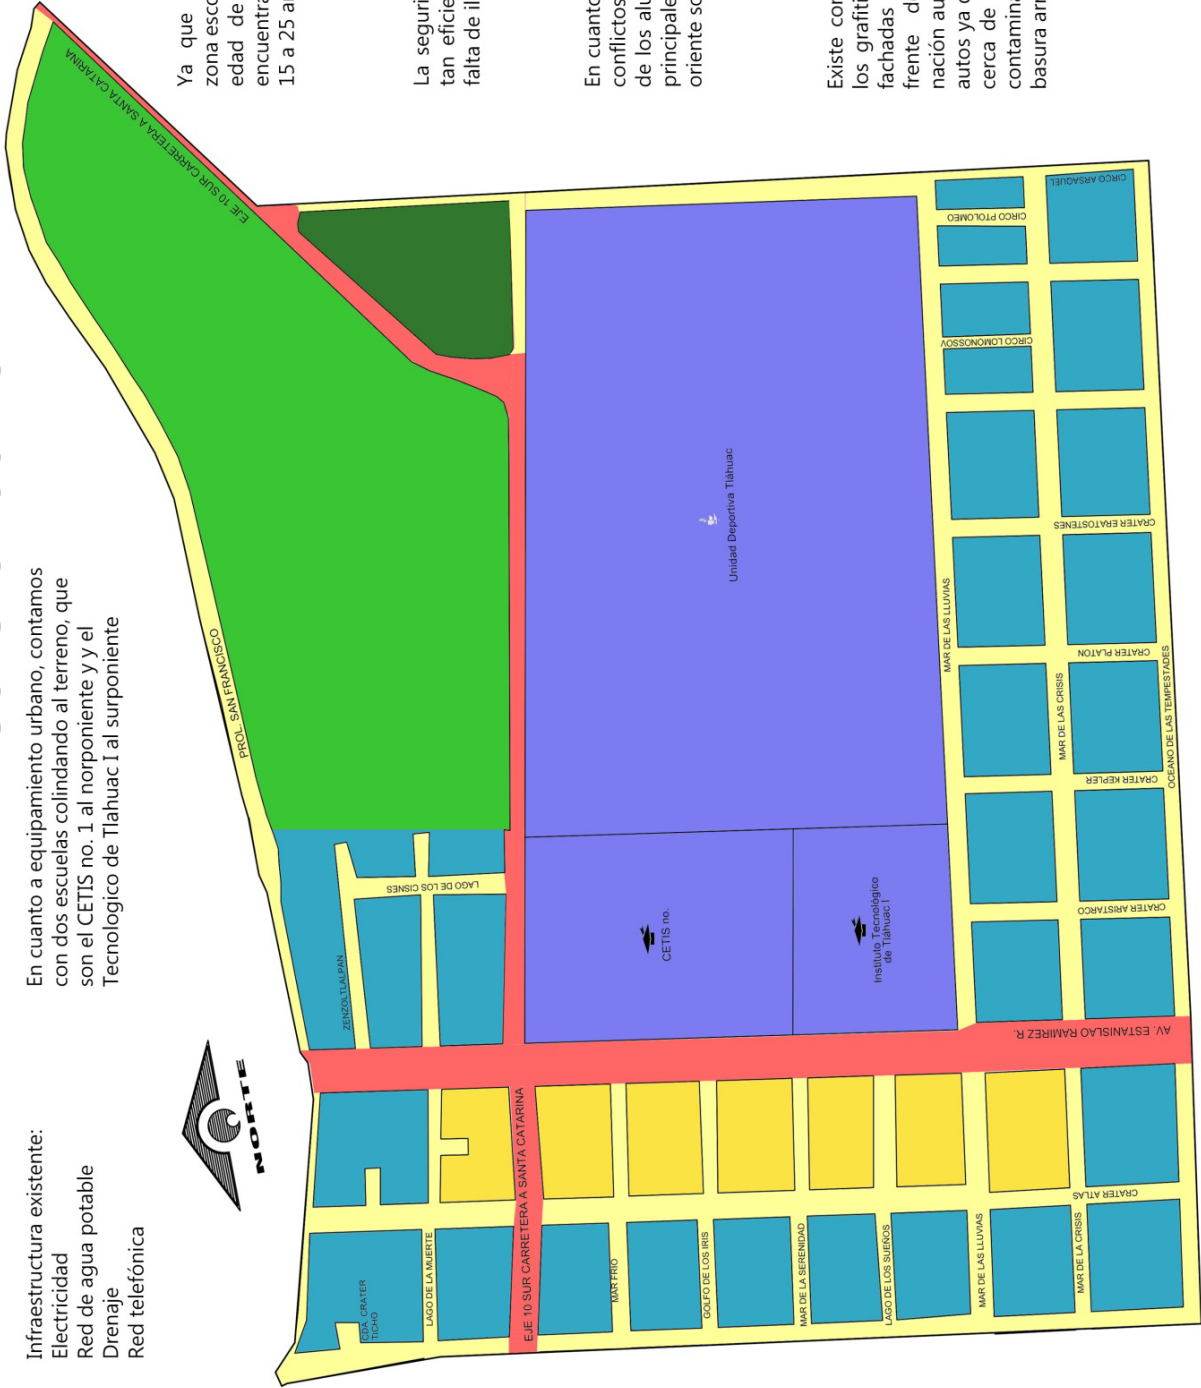 Infraestructura existente:
Electricidad
Red de agua potable
Drenaje
Red telefónica
En cuanto a equipamiento urbano, contamos
con dos escuelas colindando al terreno, que
son el CETIS no. 1 al norponiente y y el
Tecnologico de Tlahuac I al surponiente
Ya que
zona esco
edad de
encuentra
15 a 25 a
La seguri
tan eficie
falta de il
En cuanto
conflictos
de los alu
principale
oriente so
Existe con
los grafiti
fachadas
frente d
nación au
autos ya
cerca de
contamina
basura arr
NORTE
EJE 10 SUR CARRETERA A SANTA CATARINA
PROL. SAN FRANCISCO
ZENZOLTLALPAN
LAGO DE LOS CISNES
CDA. CRATER
TICHO
LAGO DE LA MUERTE
EJE 10 SUR CARRETERA A SANTA CATARINA
MAR FRIO
GOLFO DE LOS IRIS
MAR DE LA SERENIDAD
LAGO DE LOS SUEÑOS
MAR DE LAS LLUVIAS
MAR DE LA CRISIS
CRATER ATLAS
AV. ESTANISLAO RAMIREZ R.
CETIS no.
Instituto Tecnológico
de Tláhuac I
Unidad Deportiva Tláhuac
MAR DE LAS LLUVIAS
MAR DE LAS CRISIS
OCEANO DE LAS TEMPESTADES
CRATER ARISTARCO
CRATER KEPLER
CRATER PLATON
CRATER ERATOSTENES
CIRCO LOMONOSSOV
CIRCO PTOLOMEO
CIRCO ARSAQUEL